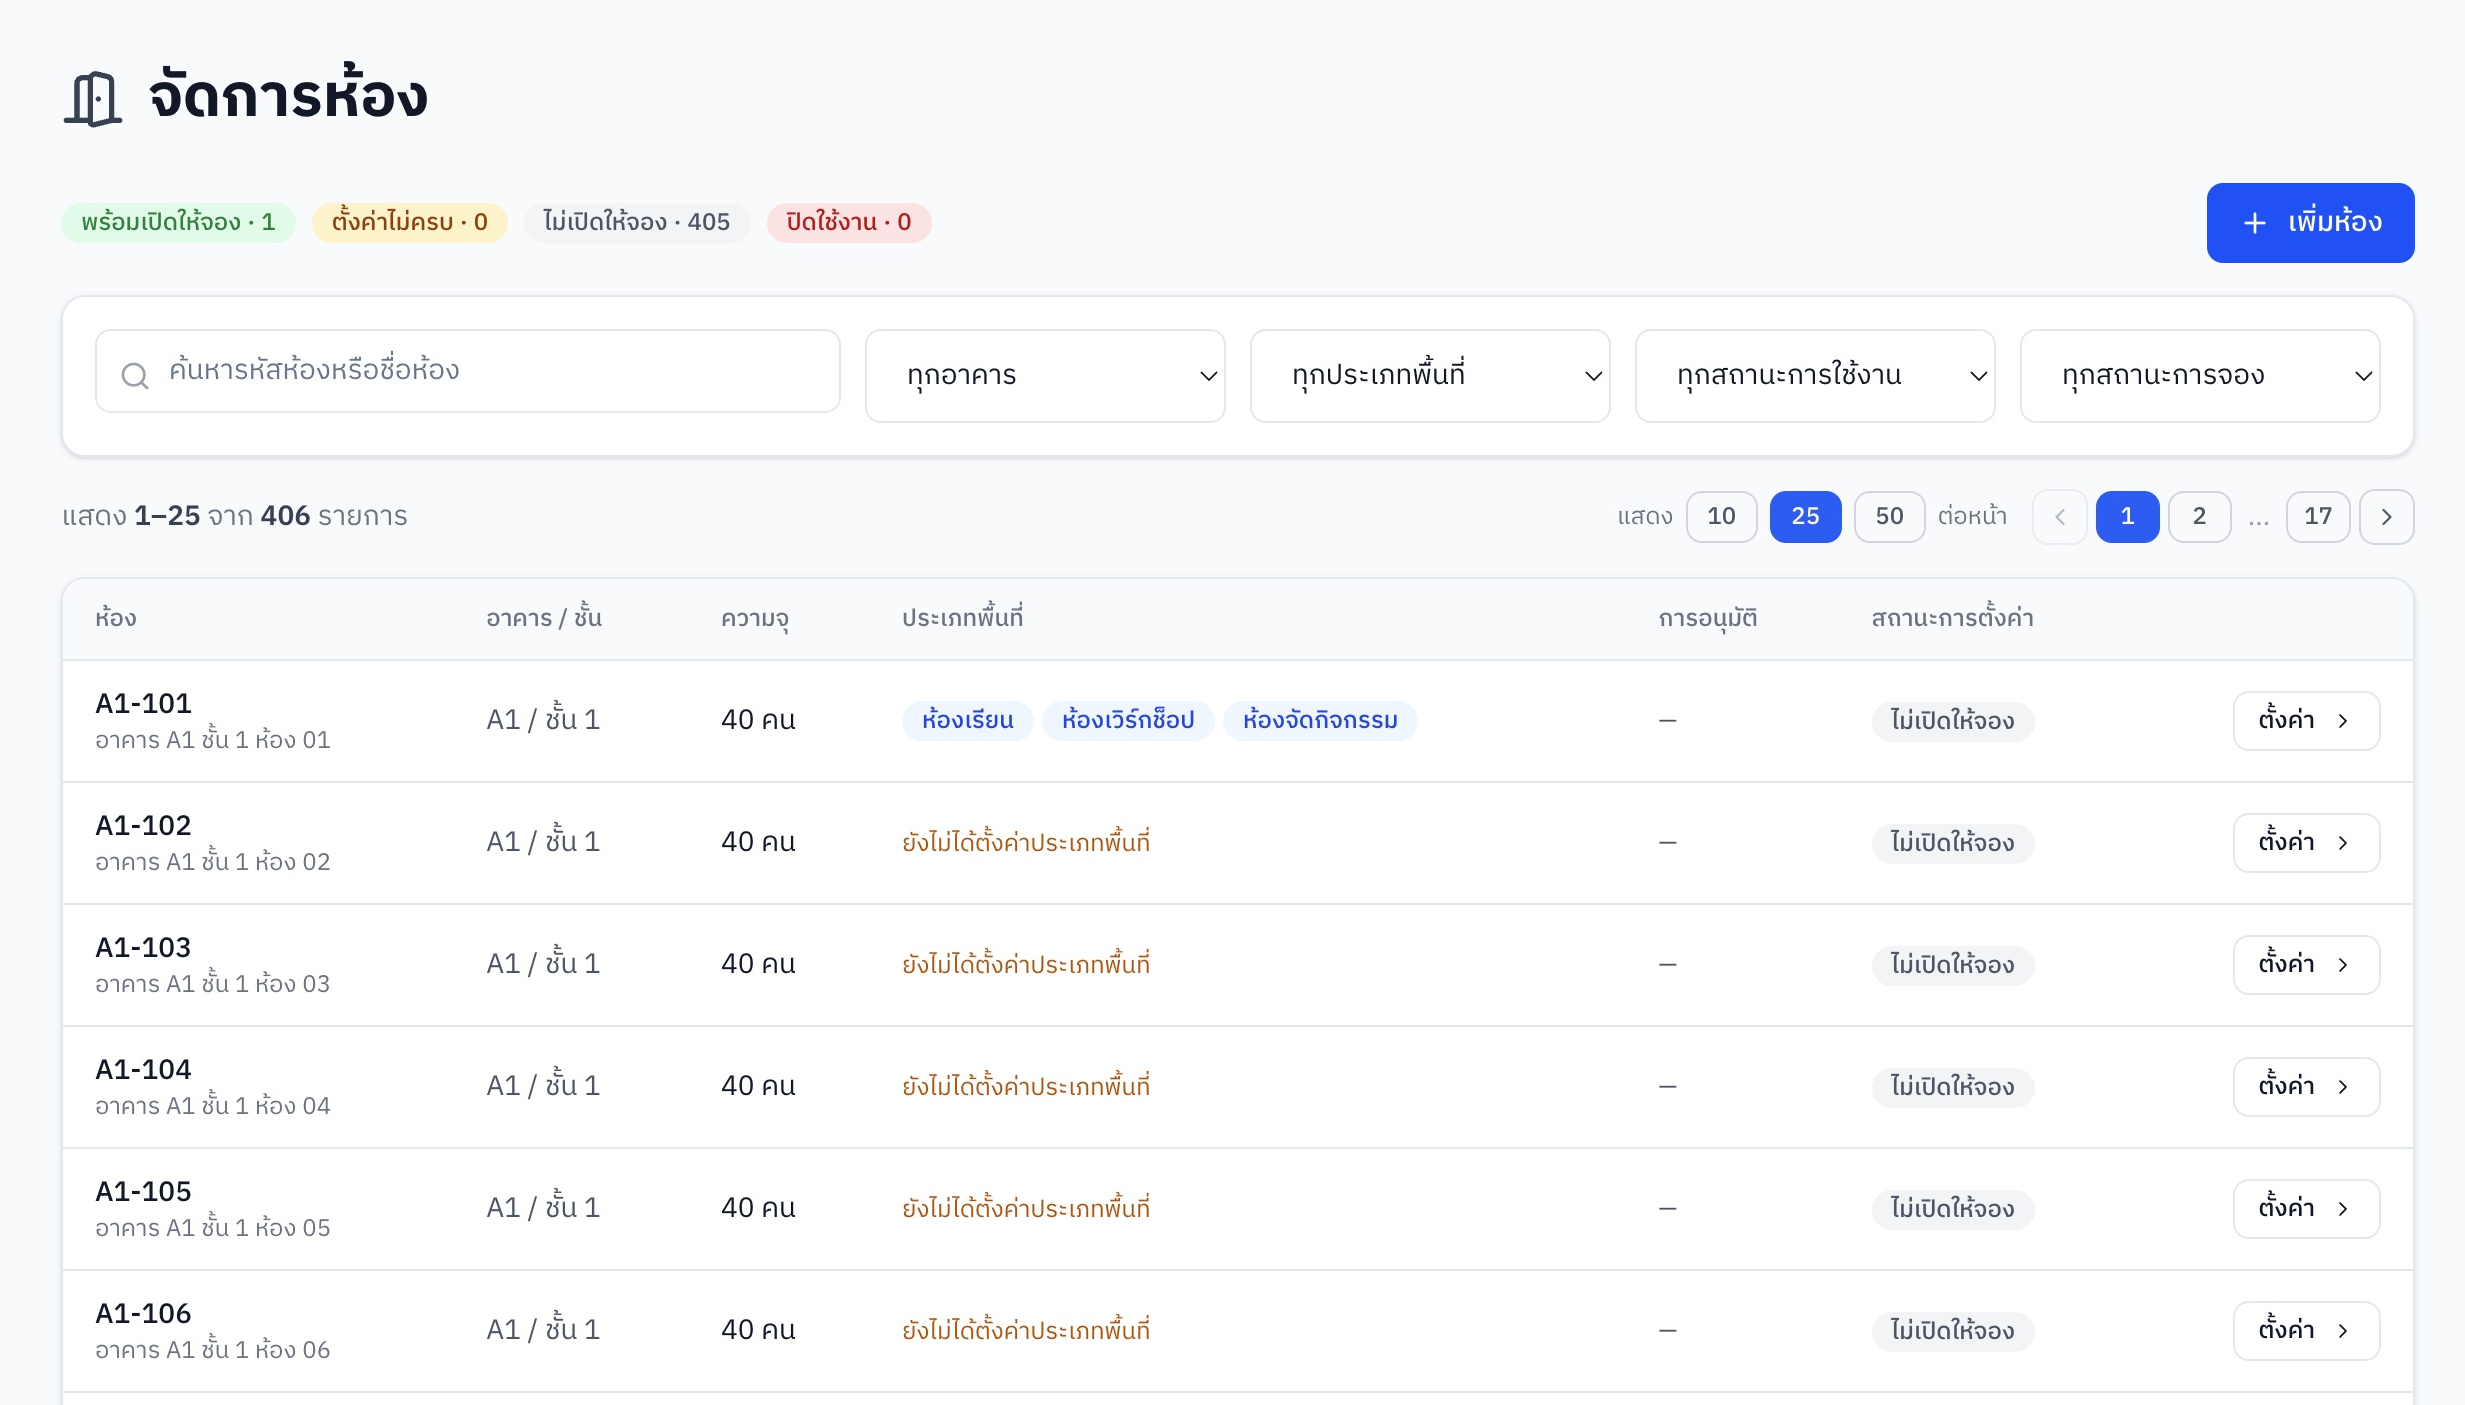 จัดการห้อง
พร้อมเปิดให้จอง · 1 ตั้งค่าไม่ครบ · 0 ไม่เปิดให้จอง · 405 ปิดใช้งาน · 0 + เพิ่มห้อง
ค้นหารหัสห้องหรือชื่อห้อง ทุกอาคาร ทุกประเภทพื้นที่ ทุกสถานะการใช้งาน ทุกสถานะการจอง
แสดง 1–25 จาก 406 รายการ แสดง 10 25 50 ต่อหน้า 1 2 ... 17
ห้อง อาคาร / ชั้น ความจุ ประเภทพื้นที่ การอนุมัติ สถานะการตั้งค่า
A1-101
อาคาร A1 ชั้น 1 ห้อง 01 A1 / ชั้น 1 40 คน ห้องเรียน ห้องเวิร์กช็อป ห้องจัดกิจกรรม — ไม่เปิดให้จอง ตั้งค่า
A1-102
อาคาร A1 ชั้น 1 ห้อง 02 A1 / ชั้น 1 40 คน ยังไม่ได้ตั้งค่าประเภทพื้นที่ — ไม่เปิดให้จอง ตั้งค่า
A1-103
อาคาร A1 ชั้น 1 ห้อง 03 A1 / ชั้น 1 40 คน ยังไม่ได้ตั้งค่าประเภทพื้นที่ — ไม่เปิดให้จอง ตั้งค่า
A1-104
อาคาร A1 ชั้น 1 ห้อง 04 A1 / ชั้น 1 40 คน ยังไม่ได้ตั้งค่าประเภทพื้นที่ — ไม่เปิดให้จอง ตั้งค่า
A1-105
อาคาร A1 ชั้น 1 ห้อง 05 A1 / ชั้น 1 40 คน ยังไม่ได้ตั้งค่าประเภทพื้นที่ — ไม่เปิดให้จอง ตั้งค่า
A1-106
อาคาร A1 ชั้น 1 ห้อง 06 A1 / ชั้น 1 40 คน ยังไม่ได้ตั้งค่าประเภทพื้นที่ — ไม่เปิดให้จอง ตั้งค่า